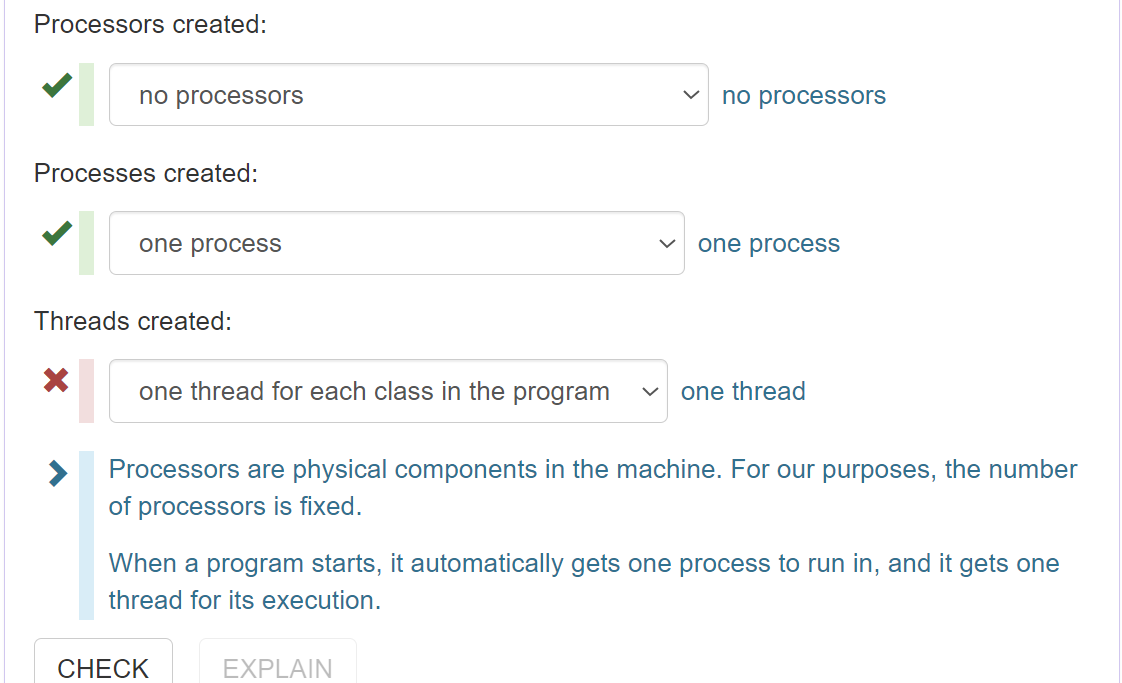 Processors created:
no processors no processors
Processes created:
one process one process
Threads created:
one thread for each class in the program one thread
Processors are physical components in the machine. For our purposes, the number
of processors is fixed.
When a program starts, it automatically gets one process to run in, and it gets one
thread for its execution.
CHECK EXPLAIN